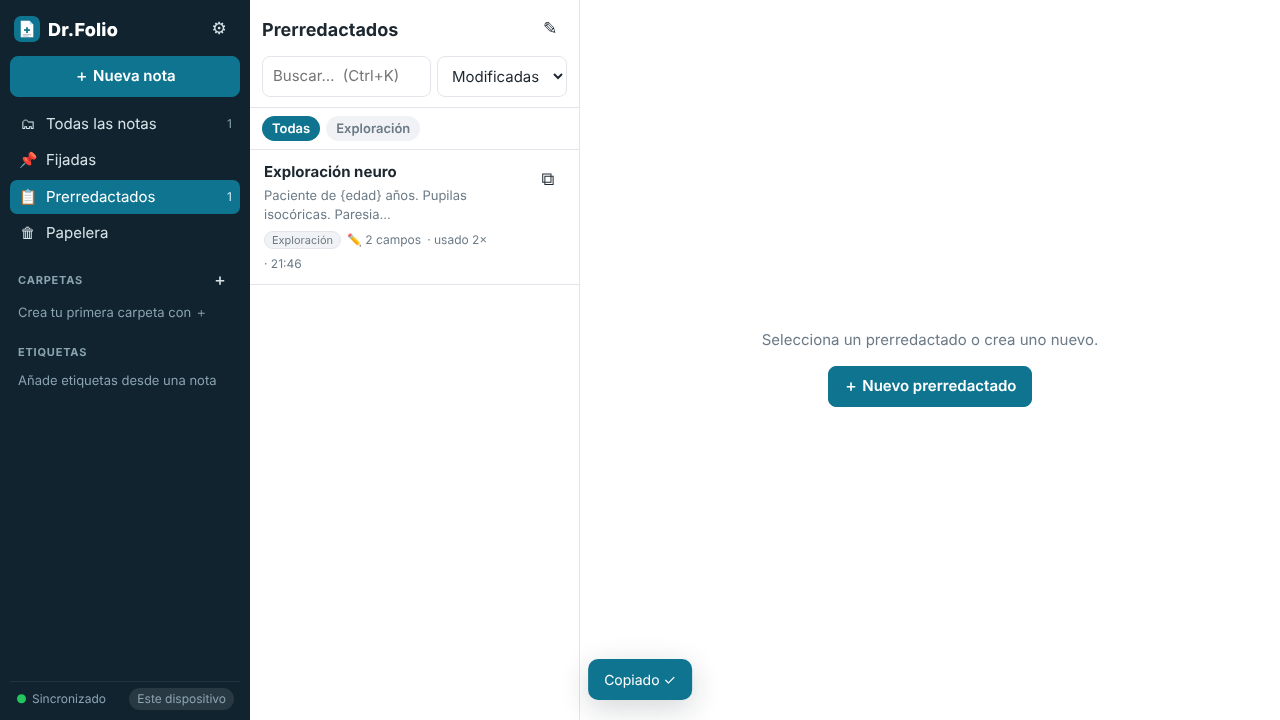 Dr.Folio
+ Nueva nota
Todas las notas 1
Fijadas
Prerredactados 1
Papelera
CARPETAS +
Crea tu primera carpeta con +
ETIQUETAS
Añade etiquetas desde una nota
Sincronizado Este dispositivo
Prerredactados
Buscar... (Ctrl+K) Modificadas
Todas Exploración
Exploración neuro
Paciente de {edad} años. Pupilas
isocóricas. Paresia...
Exploración 2 campos · usado 2×
· 21:46
Selecciona un prerredactado o crea uno nuevo.
+ Nuevo prerredactado
Copiado ✓